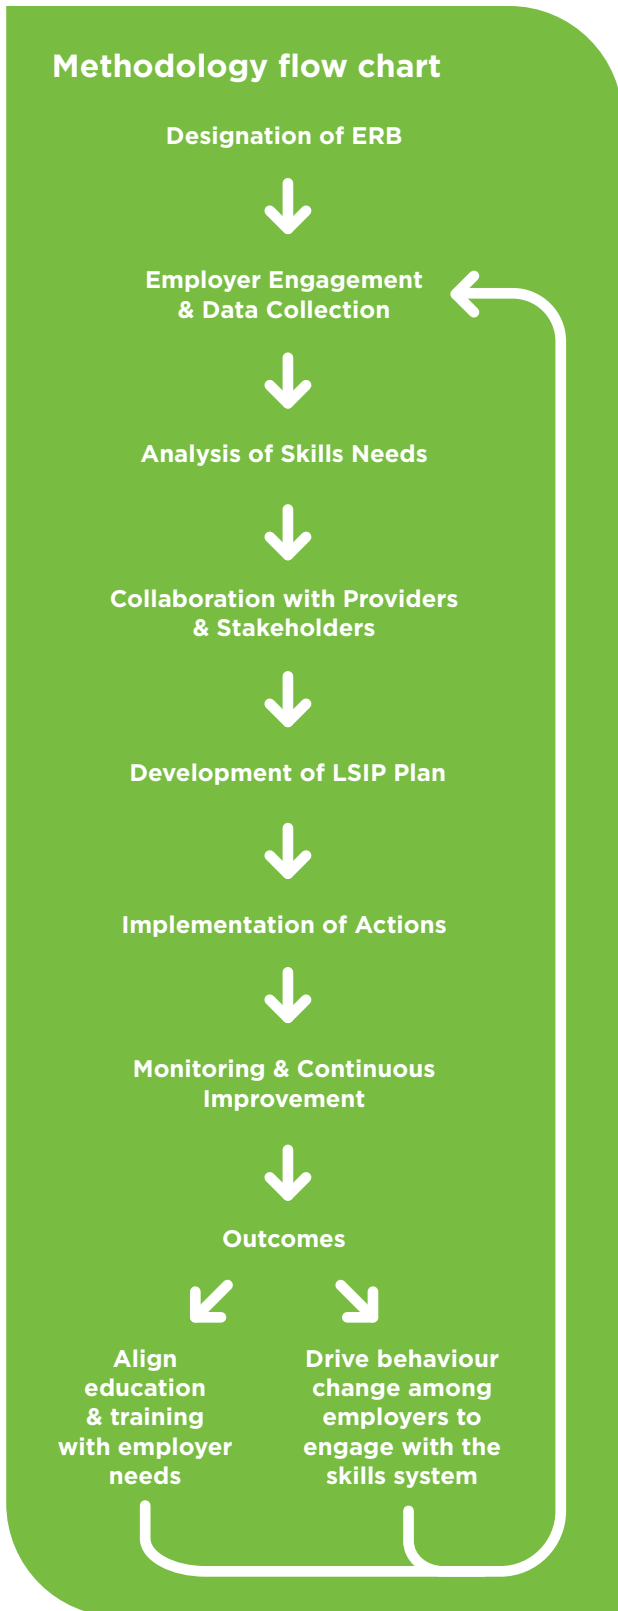 Methodology flow chart
Designation of ERB
Employer Engagement
& Data Collection
Analysis of Skills Needs
Collaboration with Providers
& Stakeholders
Development of LSIP Plan
Implementation of Actions
Monitoring & Continuous
Improvement
Outcomes
Align
education
& training
with employer
needs
Drive behaviour
change among
employers to
engage with the
skills system